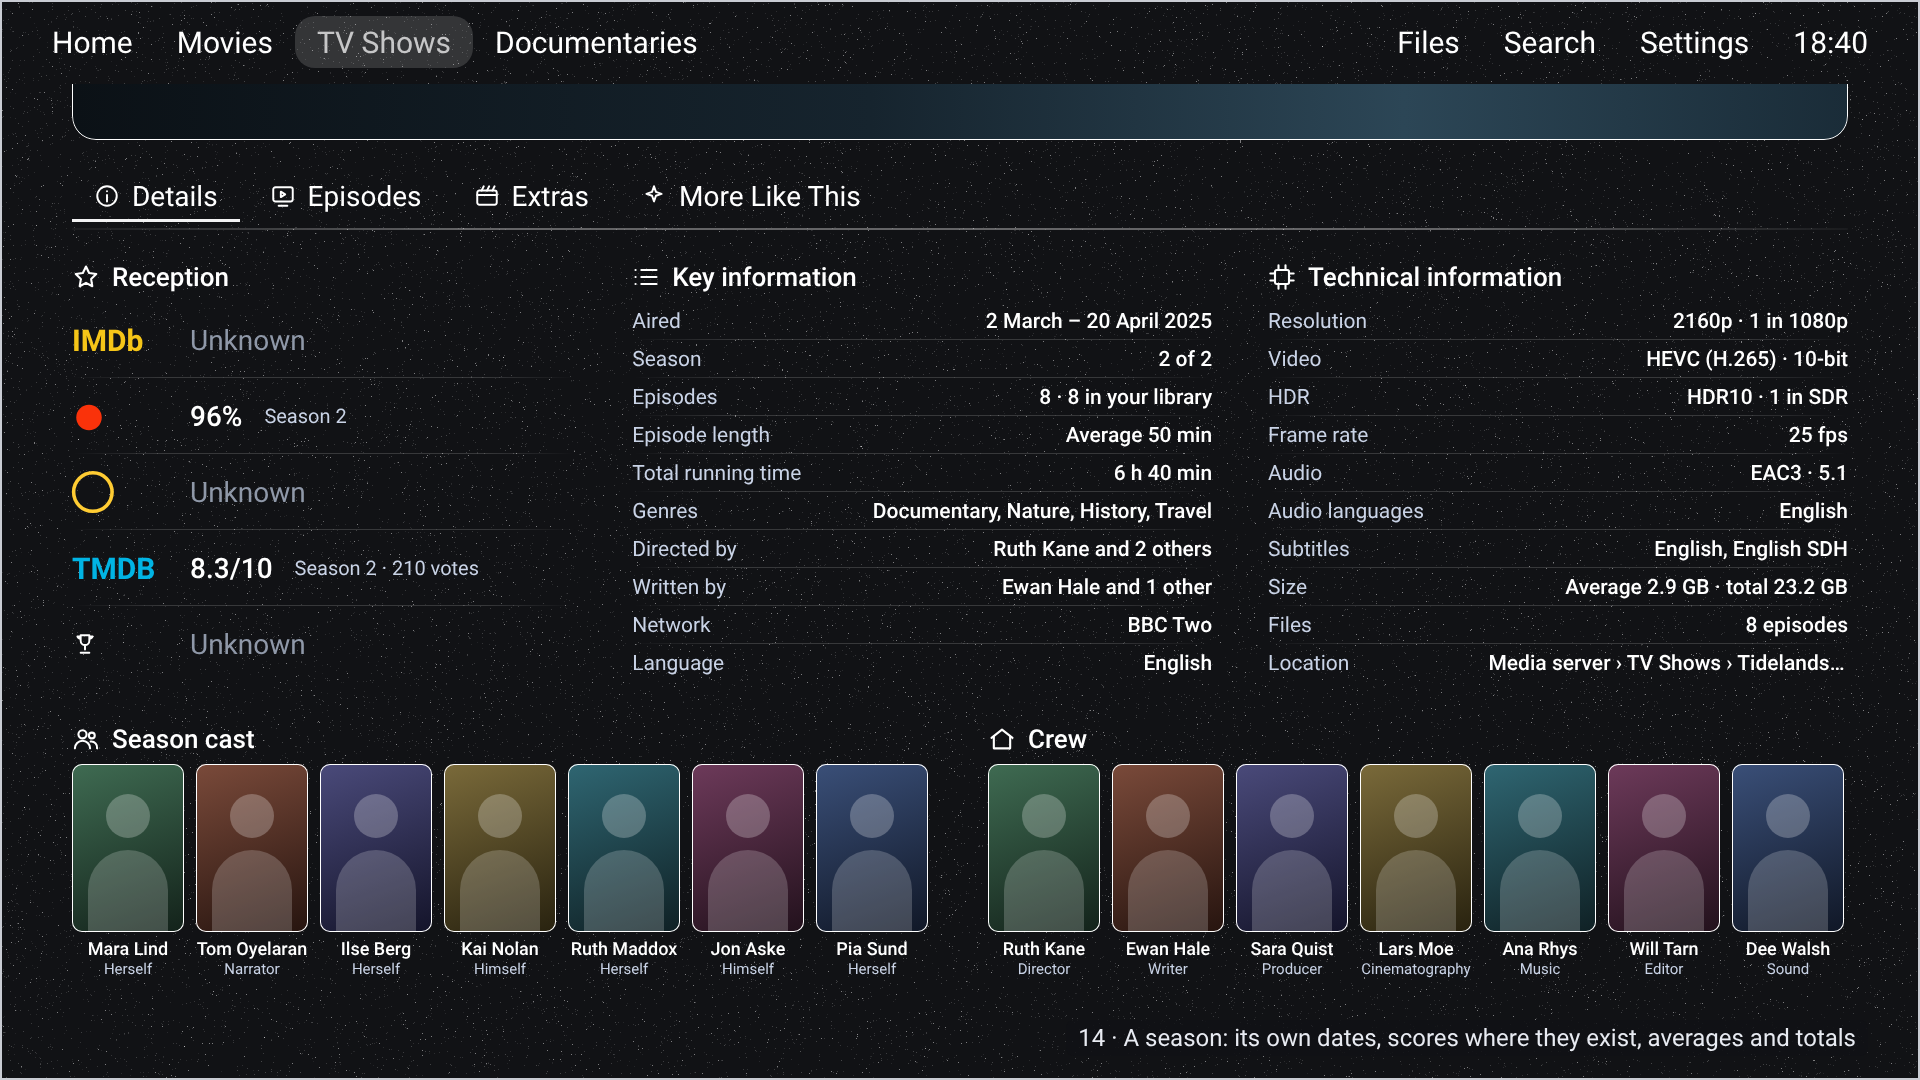 Home Movies TV Shows Documentaries Files Search Settings 18:40
Details Episodes Extras More Like This
Reception
IMDb Unknown
96% Season 2
Unknown
TMDB 8.3/10 Season 2 · 210 votes
Unknown
Key information
Aired 2 March – 20 April 2025
Season 2 of 2
Episodes 8 · 8 in your library
Episode length Average 50 min
Total running time 6 h 40 min
Genres Documentary, Nature, History, Travel
Directed by Ruth Kane and 2 others
Written by Ewan Hale and 1 other
Network BBC Two
Language English
Technical information
Resolution 2160p · 1 in 1080p
Video HEVC (H.265) · 10-bit
HDR HDR10 · 1 in SDR
Frame rate 25 fps
Audio EAC3 · 5.1
Audio languages English
Subtitles English, English SDH
Size Average 2.9 GB · total 23.2 GB
Files 8 episodes
Location Media server › TV Shows › Tidelands…
Season cast
Mara Lind Tom Oyelaran Ilse Berg Kai Nolan Ruth Maddox Jon Aske Pia Sund
Herself Narrator Herself Himself Herself Himself Herself
Crew
Ruth Kane Ewan Hale Sara Quist Lars Moe Ana Rhys Will Tarn Dee Walsh
Director Writer Producer Cinematography Music Editor Sound
14 · A season: its own dates, scores where they exist, averages and totals